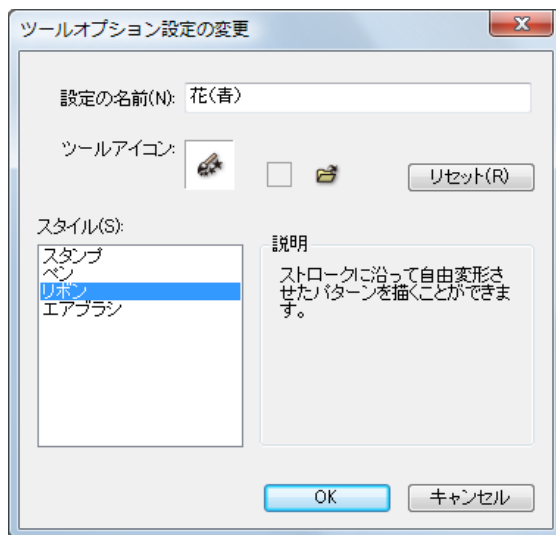 ツールオプション設定の変更
設定の名前(N): 花(青)
ツールアイコン:
リセット(R)
スタイル(S):
スタンプ
ペン
リボン
エアブラシ
説明
ストロークに沿って自由変形さ
せたパターンを描くことができま
す。
OK
キャンセル